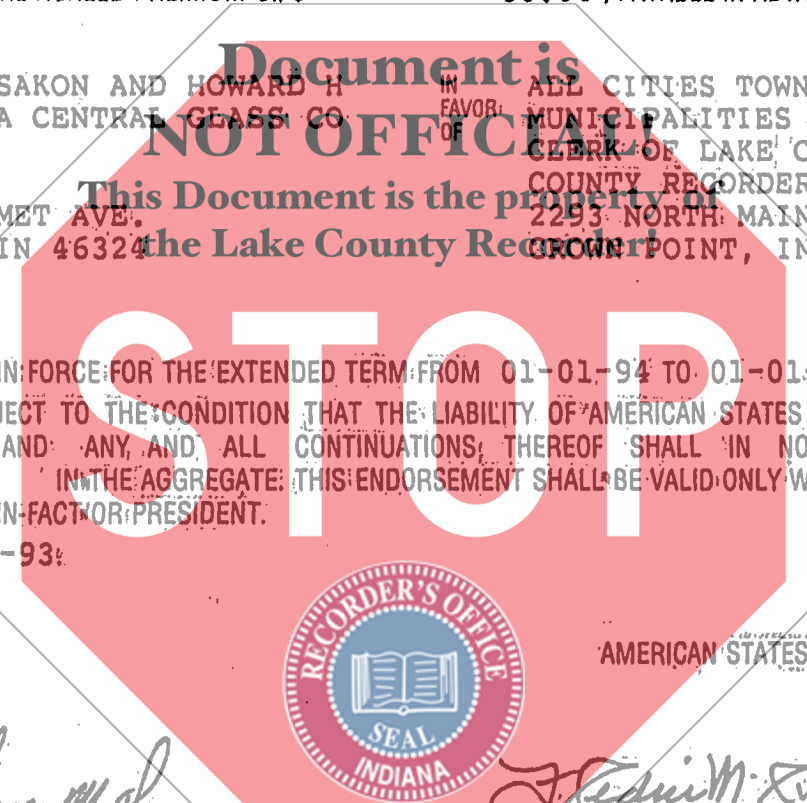 Document is
NOT OFFICIAL!
This Document is the property of
the Lake County Recorder!
SAKON AND HOWARD H
A CENTRAL GLASS CO
MET AVE.
IN 46324
IN
FAVOR
OF
ALL CITIES TOWN
MUNICIPALITIES
CLERK OF LAKE C
COUNTY RECORDER
2293 NORTH MAIN
CROWN POINT, IN
STOP
IN FORCE FOR THE EXTENDED TERM FROM 01-01-94 TO 01-01-
JECT TO THE CONDITION THAT THE LIABILITY OF AMERICAN STATES
AND ANY AND ALL CONTINUATIONS THEREOF SHALL IN NO
IN THE AGGREGATE. THIS ENDORSEMENT SHALL BE VALID ONLY W
N-FACT OR PRESIDENT.
-93.
RECORDER'S OFFICE
SEAL
INDIANA
AMERICAN STATES